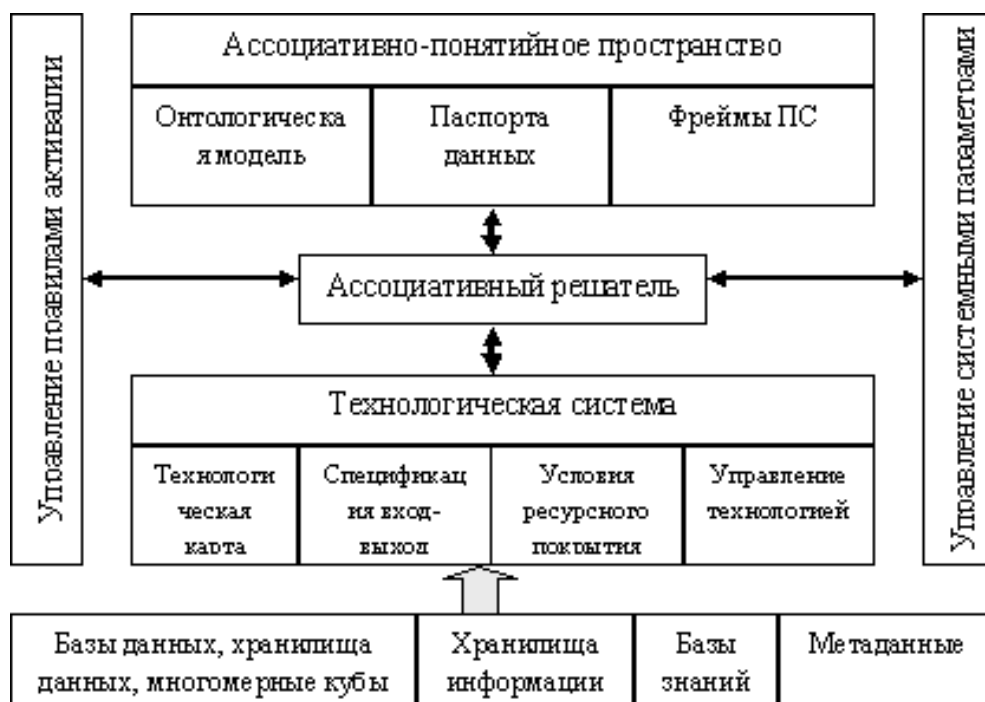 Управление правилами активации
Ассоциативно-понятийное пространство
Онтологическа
я модель
Паспорта
данных
Фреймы ПС
Ассоциативный решатель
Технологическая система
Технологи
ческая
карта
Спецификац
ия вход-
выход
Условия
ресурсного
покрытия
Управление
технологией
Управление системными параметрами
Базы данных, хранилища
данных, многомерные кубы
Хранилища
информации
Базы
знаний
Метаданные